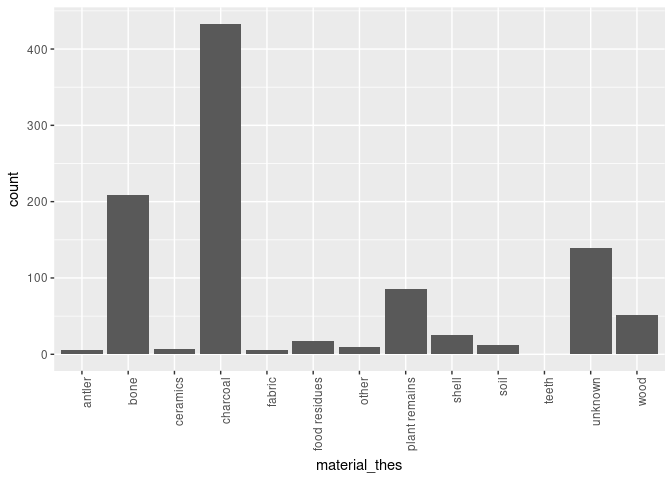 count
400
300
200
100
0
antler
bone
ceramics
charcoal
fabric
food residues
other
plant remains
shell
soil
teeth
unknown
wood
material_thes